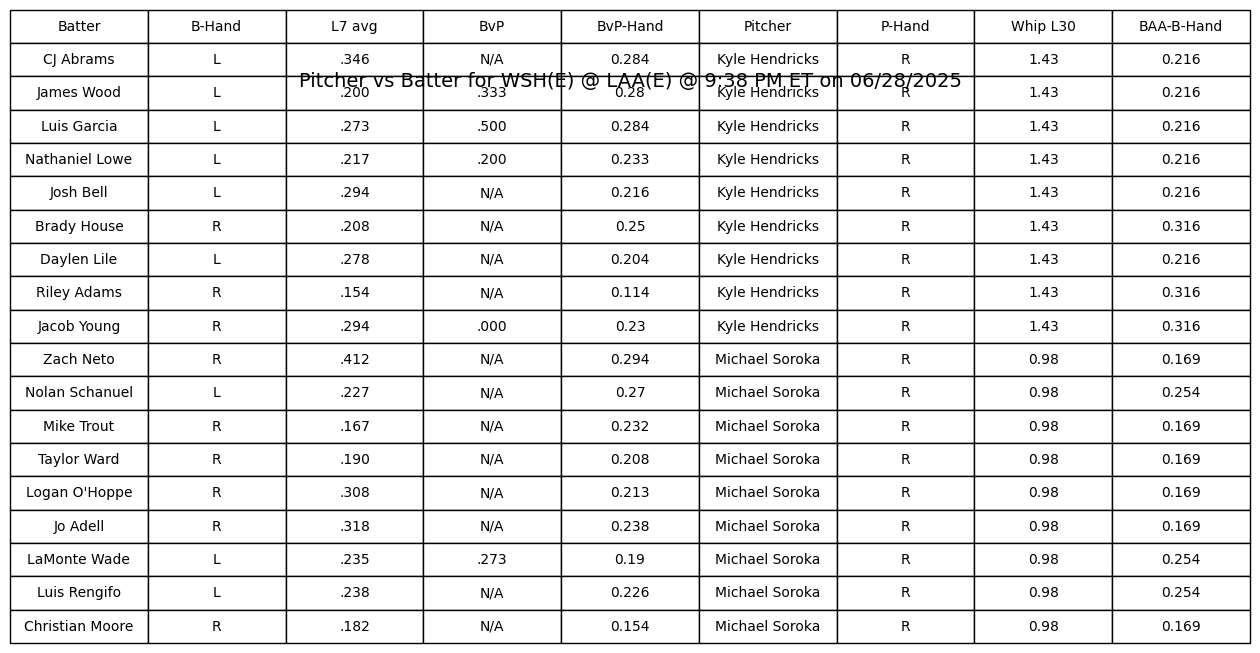 Batter B-Hand L7 avg BvP BvP-Hand Pitcher P-Hand Whip L30 BAA-B-Hand
CJ Abrams L .346 N/A 0.284 Kyle Hendricks R 1.43 0.216
Pitcher vs Batter for WSH(E) @ LAA(E) @ 9:38 PM ET on 06/28/2025
James Wood L .200 .333 0.28 Kyle Hendricks R 1.43 0.216
Luis Garcia L .273 .500 0.284 Kyle Hendricks R 1.43 0.216
Nathaniel Lowe L .217 .200 0.233 Kyle Hendricks R 1.43 0.216
Josh Bell L .294 N/A 0.216 Kyle Hendricks R 1.43 0.216
Brady House R .208 N/A 0.25 Kyle Hendricks R 1.43 0.316
Daylen Lile L .278 N/A 0.204 Kyle Hendricks R 1.43 0.216
Riley Adams R .154 N/A 0.114 Kyle Hendricks R 1.43 0.316
Jacob Young R .294 .000 0.23 Kyle Hendricks R 1.43 0.316
Zach Neto R .412 N/A 0.294 Michael Soroka R 0.98 0.169
Nolan Schanuel L .227 N/A 0.27 Michael Soroka R 0.98 0.254
Mike Trout R .167 N/A 0.232 Michael Soroka R 0.98 0.169
Taylor Ward R .190 N/A 0.208 Michael Soroka R 0.98 0.169
Logan O'Hoppe R .308 N/A 0.213 Michael Soroka R 0.98 0.169
Jo Adell R .318 N/A 0.238 Michael Soroka R 0.98 0.169
LaMonte Wade L .235 .273 0.19 Michael Soroka R 0.98 0.254
Luis Rengifo L .238 N/A 0.226 Michael Soroka R 0.98 0.254
Christian Moore R .182 N/A 0.154 Michael Soroka R 0.98 0.169